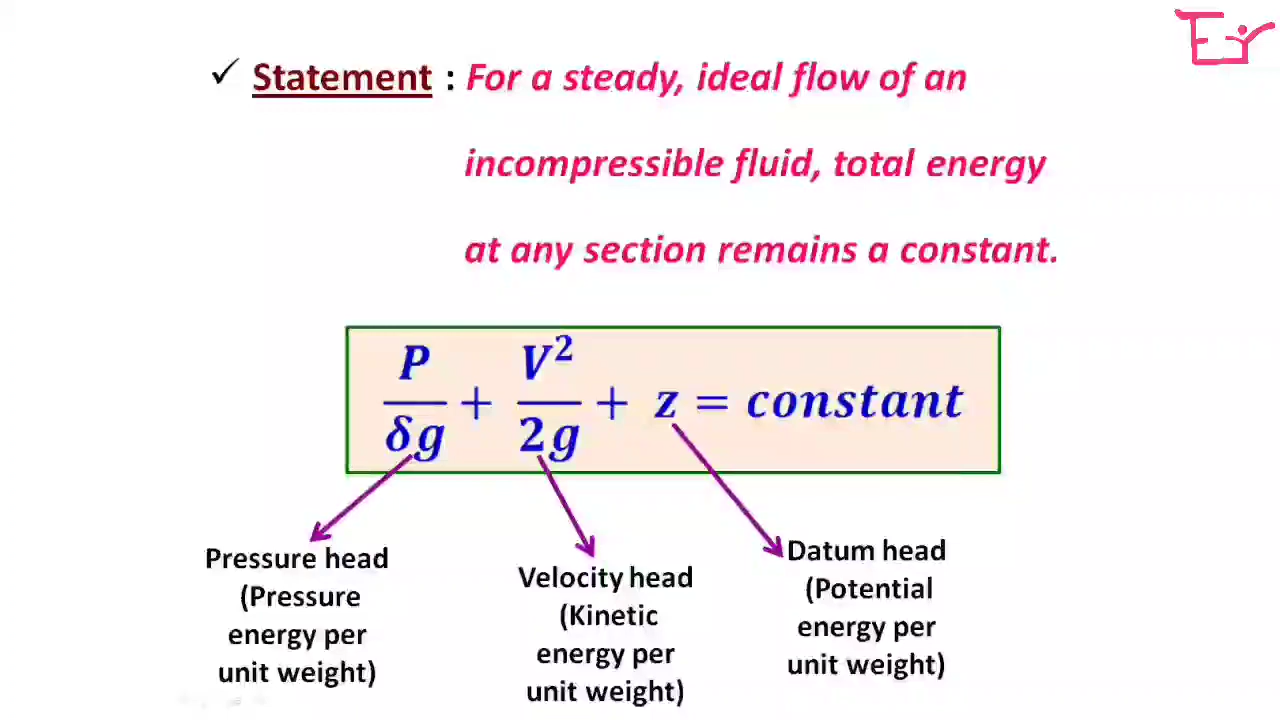 ✓ Statement : For a steady, ideal flow of an
incompressible fluid, total energy
at any section remains a constant.
P/δg + V²/2g + z = constant
Pressure head
(Pressure
energy per
unit weight)
Velocity head
(Kinetic
energy per
unit weight)
Datum head
(Potential
energy per
unit weight)